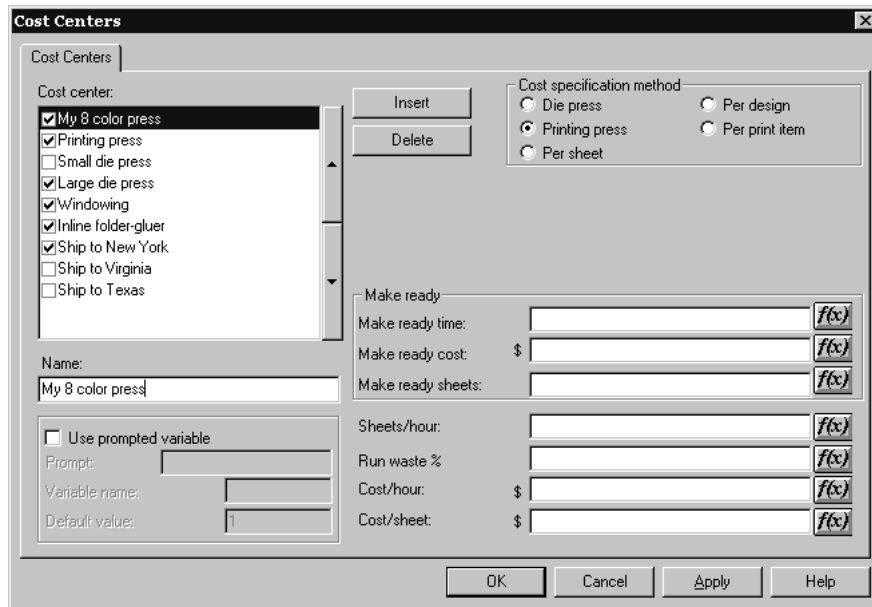 Cost Centers
Cost Centers
Cost center:
My 8 color press
Printing press
Small die press
Large die press
Windowing
Inline folder-gluer
Ship to New York
Ship to Virginia
Ship to Texas
Name:
My 8 color press
Use prompted variable
Prompt:
Variable name:
Default value: 1
Insert
Delete
Cost specification method
Die press
Printing press
Per sheet
Per design
Per print item
Make ready
Make ready time: f(x)
Make ready cost: $ f(x)
Make ready sheets: f(x)
Sheets/hour: f(x)
Run waste % f(x)
Cost/hour: $ f(x)
Cost/sheet: $ f(x)
OK Cancel Apply Help